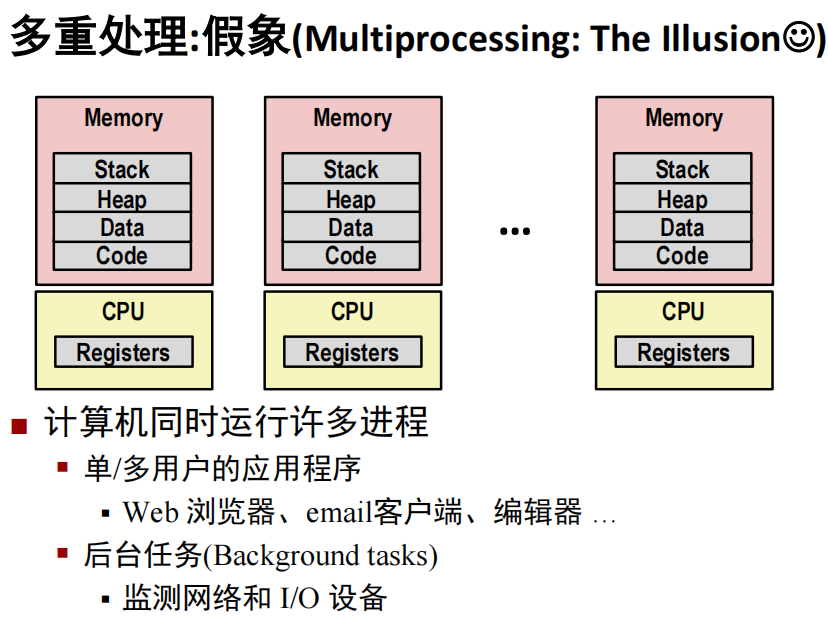 多重处理:假象(Multiprocessing: The Illusion☺)
Memory
Stack
Heap
Data
Code
CPU
Registers
Memory
Stack
Heap
Data
Code
CPU
Registers
...
Memory
Stack
Heap
Data
Code
CPU
Registers
■ 计算机同时运行许多进程
▪ 单/多用户的应用程序
▪ Web 浏览器、email客户端、编辑器 …
▪ 后台任务(Background tasks)
▪ 监测网络和 I/O 设备